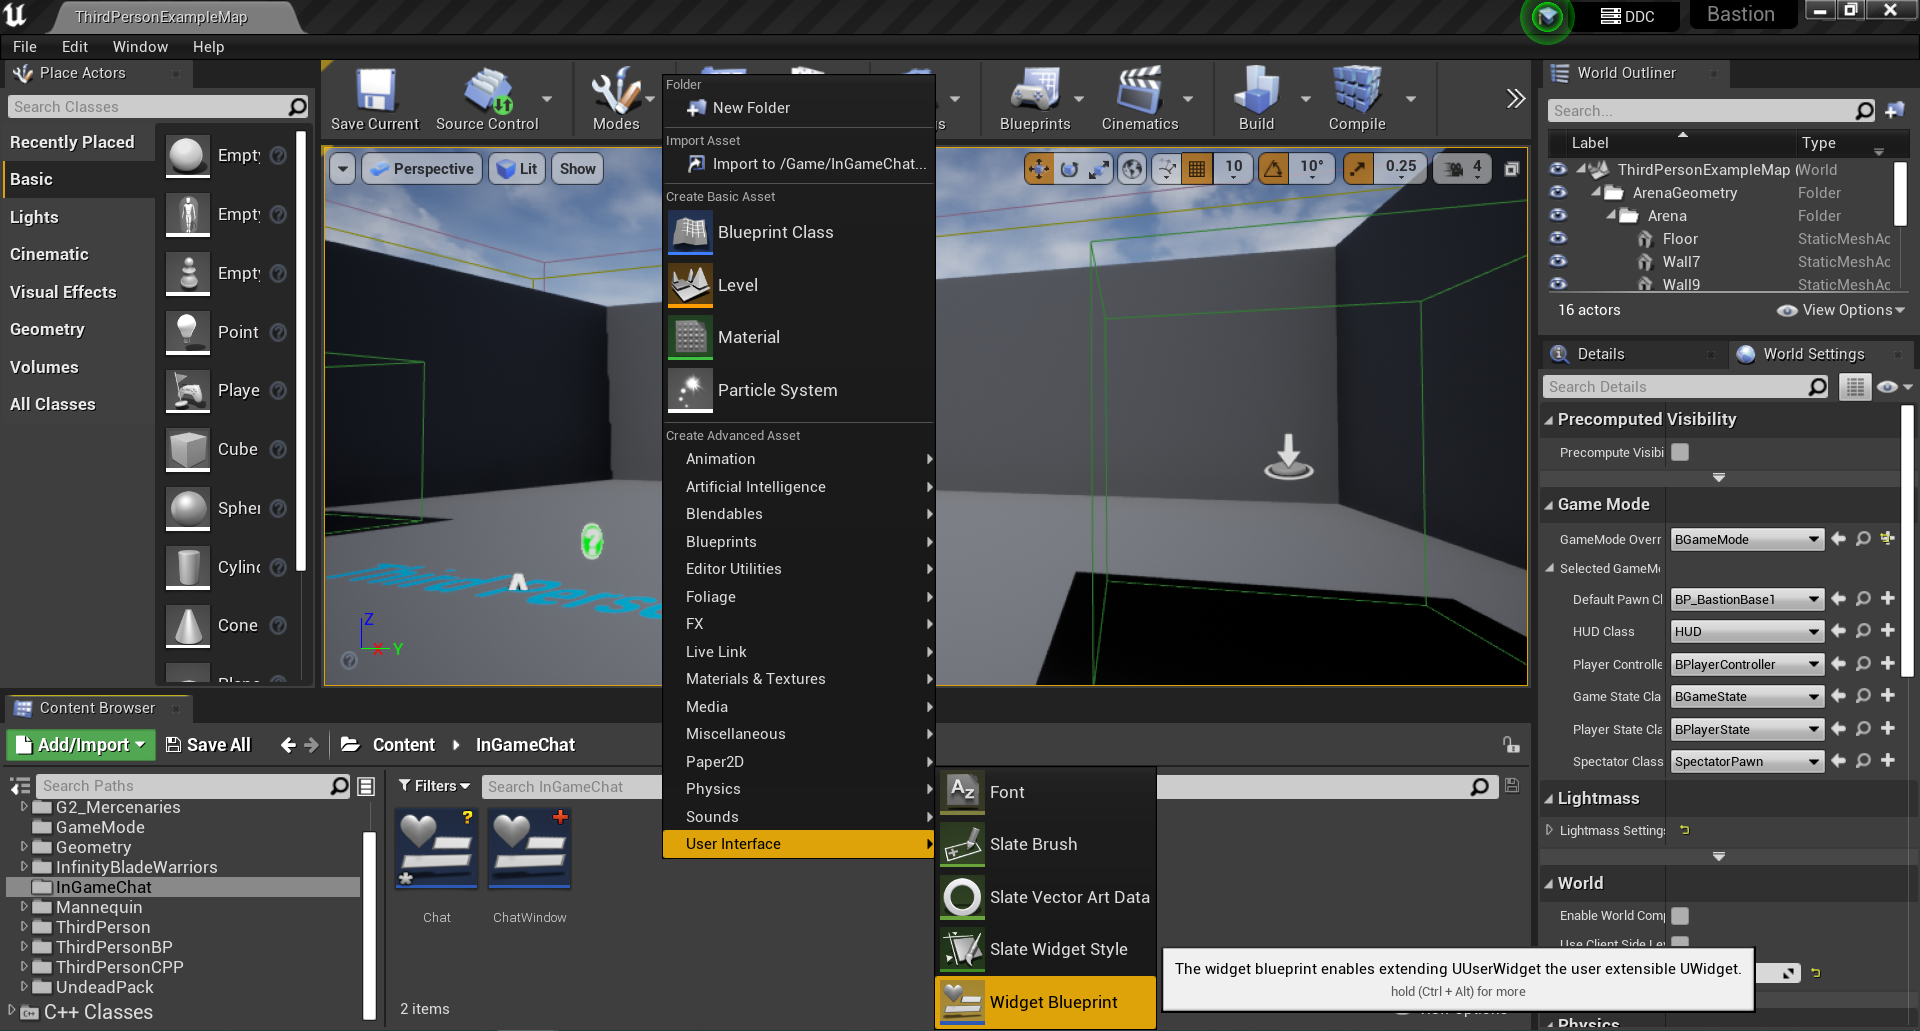 ThirdPersonExampleMap
DDC
Bastion
File Edit Window Help
Place Actors
Search Classes
Recently Placed
Basic
Lights
Cinematic
Visual Effects
Geometry
Volumes
All Classes
Empt
Empt
Empt
Point
Playe
Cube
Spher
Cylin
Cone
Save Current
Source Control
Modes
Blueprints
Cinematics
Build
Compile
Perspective
Lit
Show
10
10°
0.25
4
Z
Y
Folder
New Folder
Import Asset
Import to /Game/InGameChat...
Create Basic Asset
Blueprint Class
Level
Material
Particle System
Create Advanced Asset
Animation
Artificial Intelligence
Blendables
Blueprints
Editor Utilities
Foliage
FX
Live Link
Materials & Textures
Media
Miscellaneous
Paper2D
Physics
Sounds
User Interface
Font
Slate Brush
Slate Vector Art Data
Slate Widget Style
Widget Blueprint
The widget blueprint enables extending UUserWidget the user extensible UWidget.
hold (Ctrl + Alt) for more
World Outliner
Search...
Label Type
ThirdPersonExampleMap ( World
ArenaGeometry Folder
Arena Folder
Floor StaticMeshAc
Wall7 StaticMeshAc
Wall9 StaticMeshAc
16 actors View Options
Details World Settings
Search Details
Precomputed Visibility
Precompute Visibi
Game Mode
GameMode Overr BGameMode
Selected GameM
Default Pawn Cl BP_BastionBase1
HUD Class HUD
Player Controlle BPlayerController
Game State Cla BGameState
Player State Cla BPlayerState
Spectator Class SpectatorPawn
Lightmass
Lightmass Setting
World
Enable World Com
Use Client Side Le
Physics
Content Browser
Add/Import Save All Content InGameChat
Search Paths
G2_Mercenaries
GameMode
Geometry
InfinityBladeWarriors
InGameChat
Mannequin
ThirdPerson
ThirdPersonBP
ThirdPersonCPP
UndeadPack
C++ Classes
Filters Search InGameChat
Chat ChatWindow
2 items